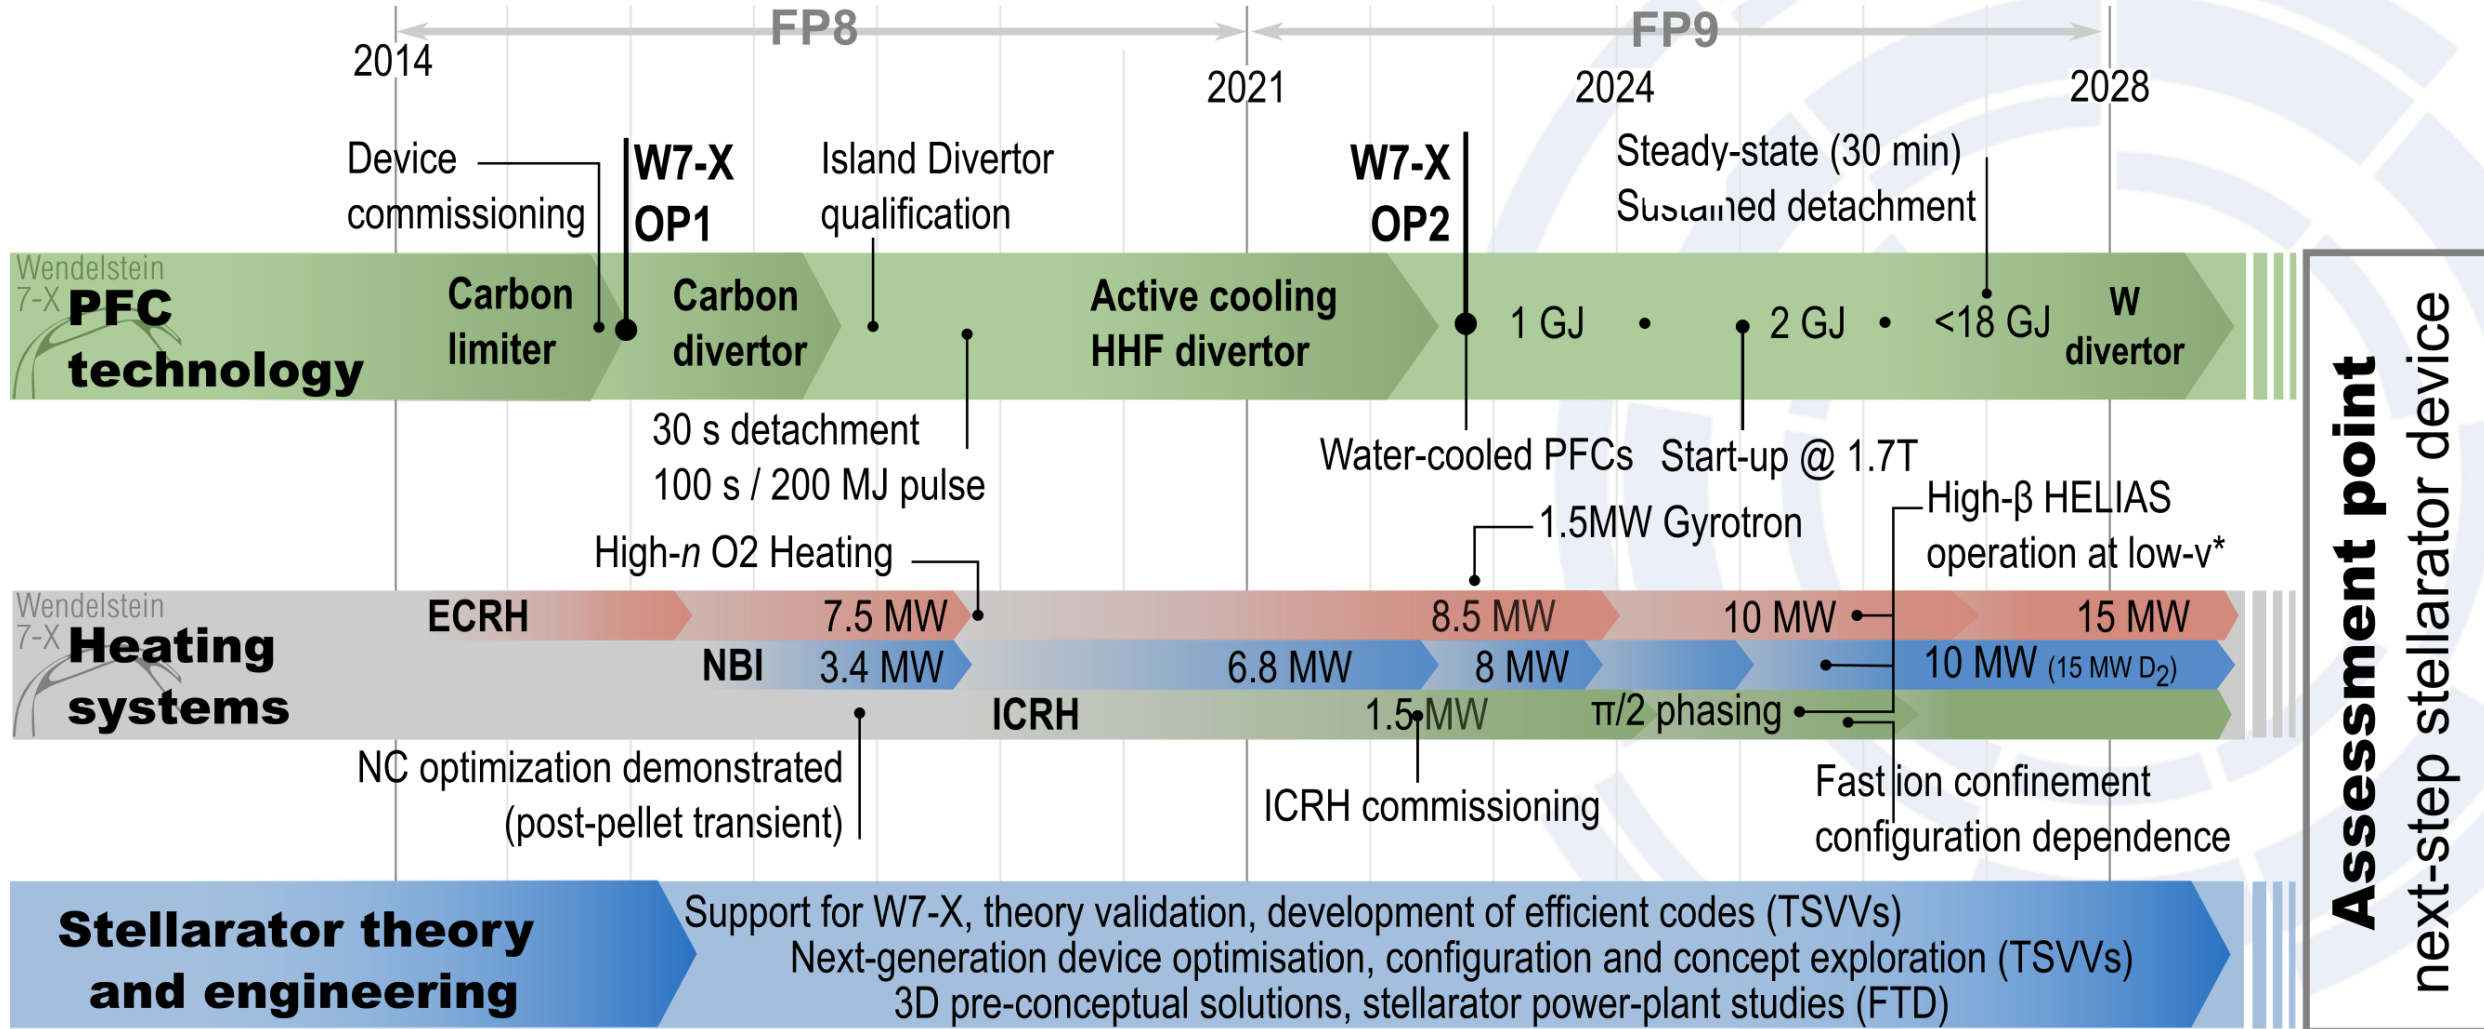 FP8
FP9
2014
2021
2024
2028
Device
commissioning
W7-X
OP1
Island Divertor
qualification
W7-X
OP2
Steady-state (30 min)
Sustained detachment
Wendelstein
7-X
PFC
technology
Carbon
limiter
Carbon
divertor
Active cooling
HHF divertor
1 GJ
2 GJ
<18 GJ
W
divertor
30 s detachment
100 s / 200 MJ pulse
Water-cooled PFCs
Start-up @ 1.7T
High-n O2 Heating
1.5MW Gyrotron
High-β HELIAS
operation at low-ν*
Wendelstein
7-X
Heating
systems
ECRH
7.5 MW
8.5 MW
10 MW
15 MW
NBI
3.4 MW
6.8 MW
8 MW
10 MW (15 MW D₂)
ICRH
1.5 MW
π/2 phasing
NC optimization demonstrated
(post-pellet transient)
ICRH commissioning
Fast ion confinement
configuration dependence
Stellarator theory
and engineering
Support for W7-X, theory validation, development of efficient codes (TSVVs)
Next-generation device optimisation, configuration and concept exploration (TSVVs)
3D pre-conceptual solutions, stellarator power-plant studies (FTD)
Assessment point
next-step stellarator device